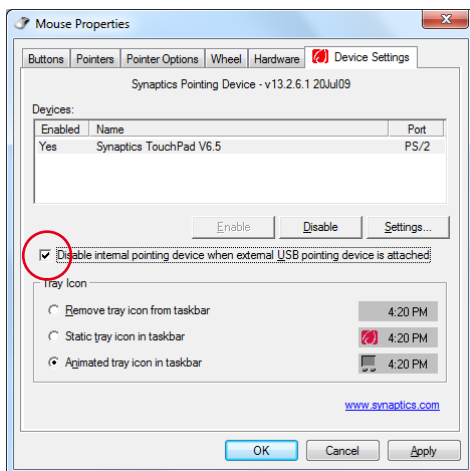 Mouse Properties
Buttons Pointers Pointer Options Wheel Hardware Device Settings
Synaptics Pointing Device - v13.2.6.1 20Jul09
Devices:
Enabled Name Port
Yes Synaptics TouchPad V6.5 PS/2
Enable Disable Settings...
Disable internal pointing device when external USB pointing device is attached
Tray Icon
Remove tray icon from taskbar 4:20 PM
Static tray icon in taskbar 4:20 PM
Animated tray icon in taskbar 4:20 PM
www.synaptics.com
OK Cancel Apply